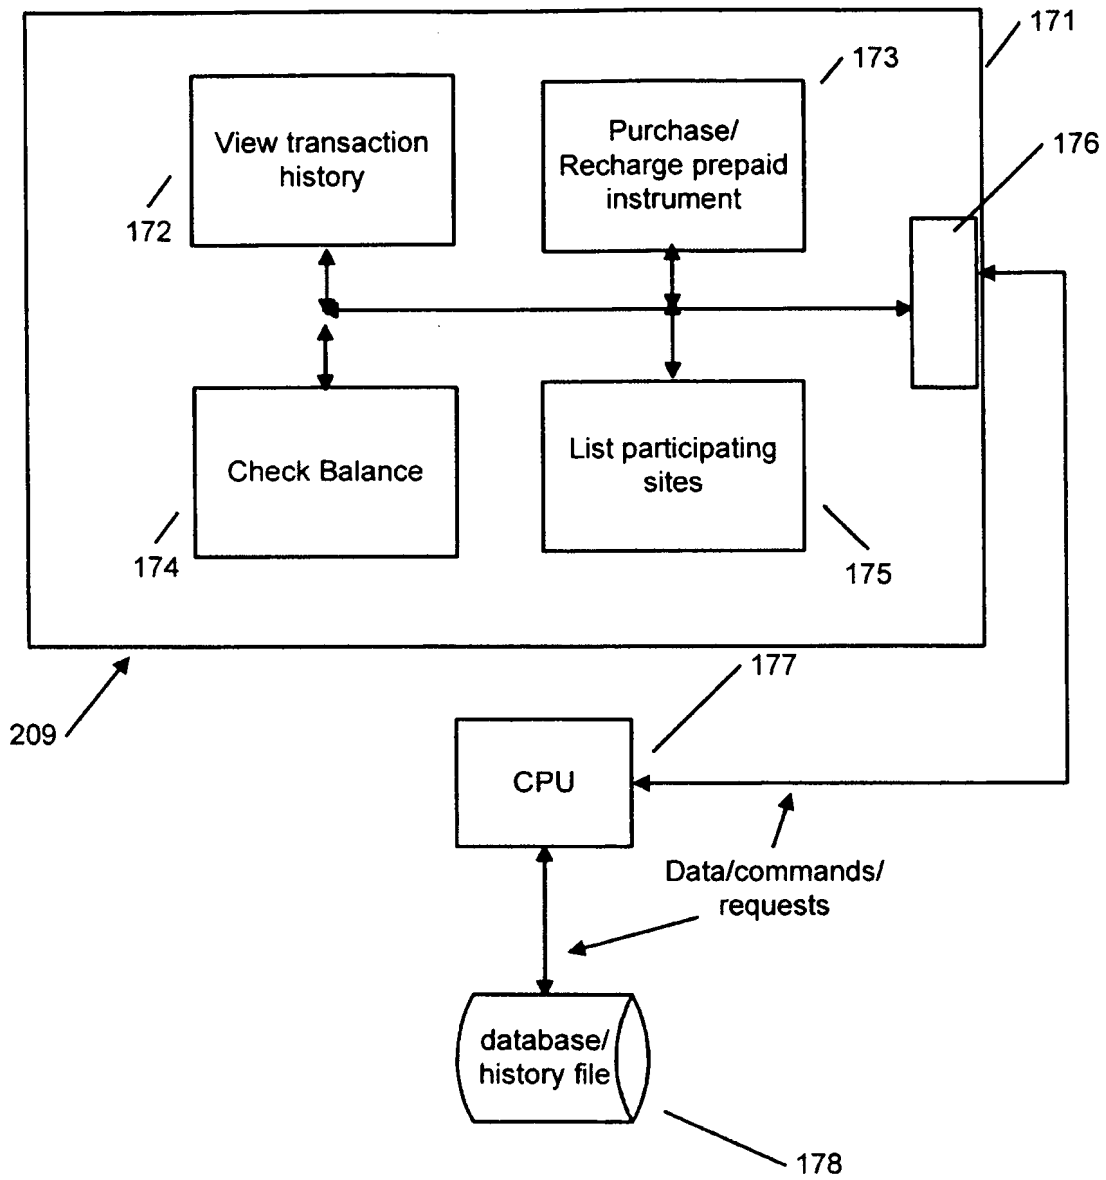 171
173
176
View transaction
history
Purchase/
Recharge prepaid
instrument
172
Check Balance
List participating
sites
174
175
177
209
CPU
Data/commands/
requests
database/
history file
178